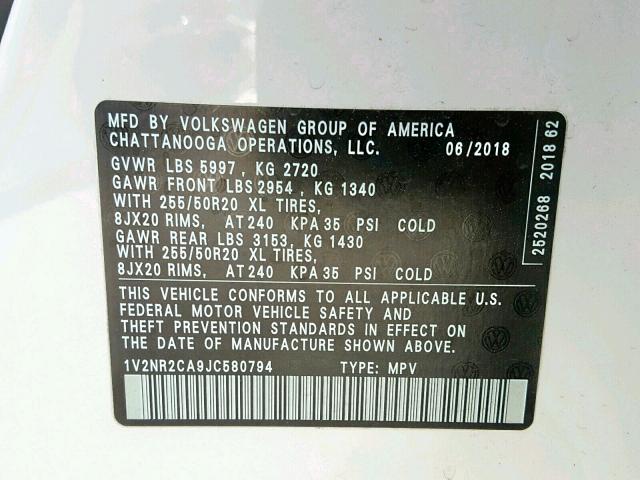 MFD BY VOLKSWAGEN GROUP OF AMERICA
CHATTANOOGA OPERATIONS, LLC. 06/2018
GVWR LBS 5997 , KG 2720
GAWR FRONT LBS 2954 , KG 1340
WITH 255/50R20 XL TIRES,
8JX20 RIMS, AT 240 KPA 35 PSI COLD
GAWR REAR LBS 3153, KG 1430
WITH 255/50R20 XL TIRES,
8JX20 RIMS, AT 240 KPA 35 PSI COLD
THIS VEHICLE CONFORMS TO ALL APPLICABLE U.S.
FEDERAL MOTOR VEHICLE SAFETY AND
THEFT PREVENTION STANDARDS IN EFFECT ON
THE DATE OF MANUFACTURE SHOWN ABOVE.
1V2NR2CA9JC580794 TYPE: MPV
2520268 2018 62